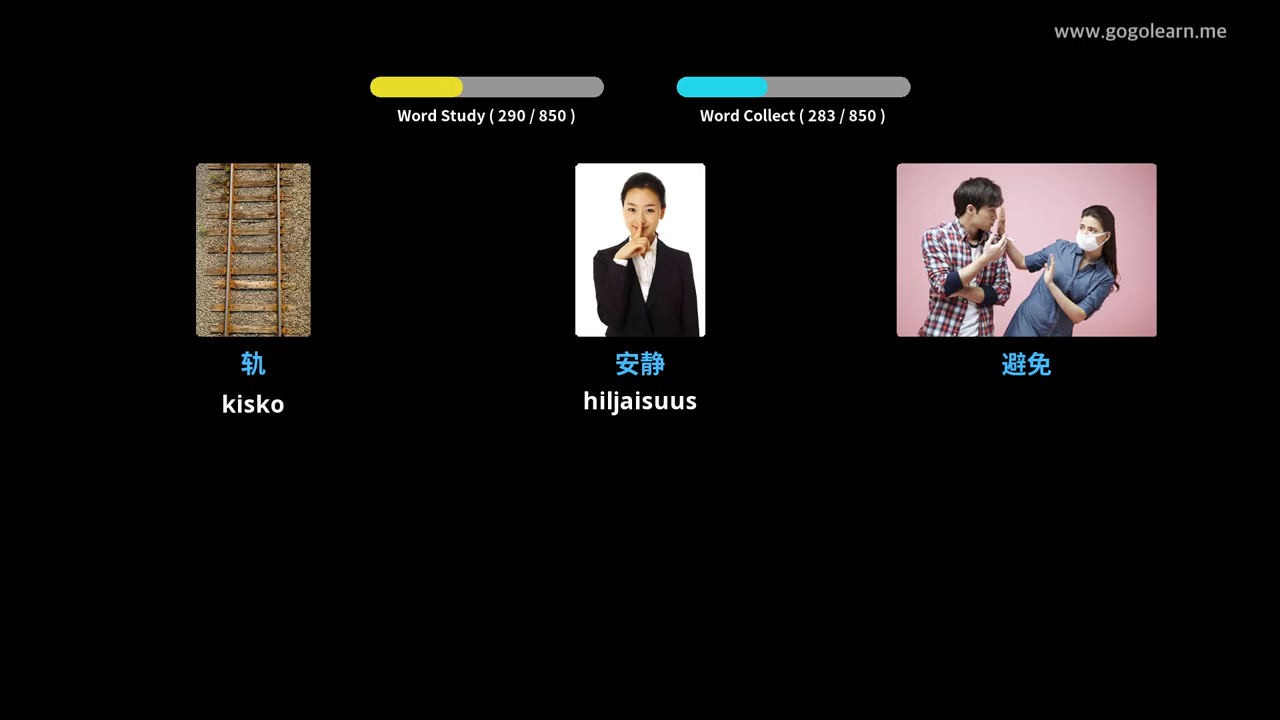 www.gogolearn.me
Word Study ( 290 / 850 )
Word Collect ( 283 / 850 )
轨
安静
避免
kisko
hiljaisuus